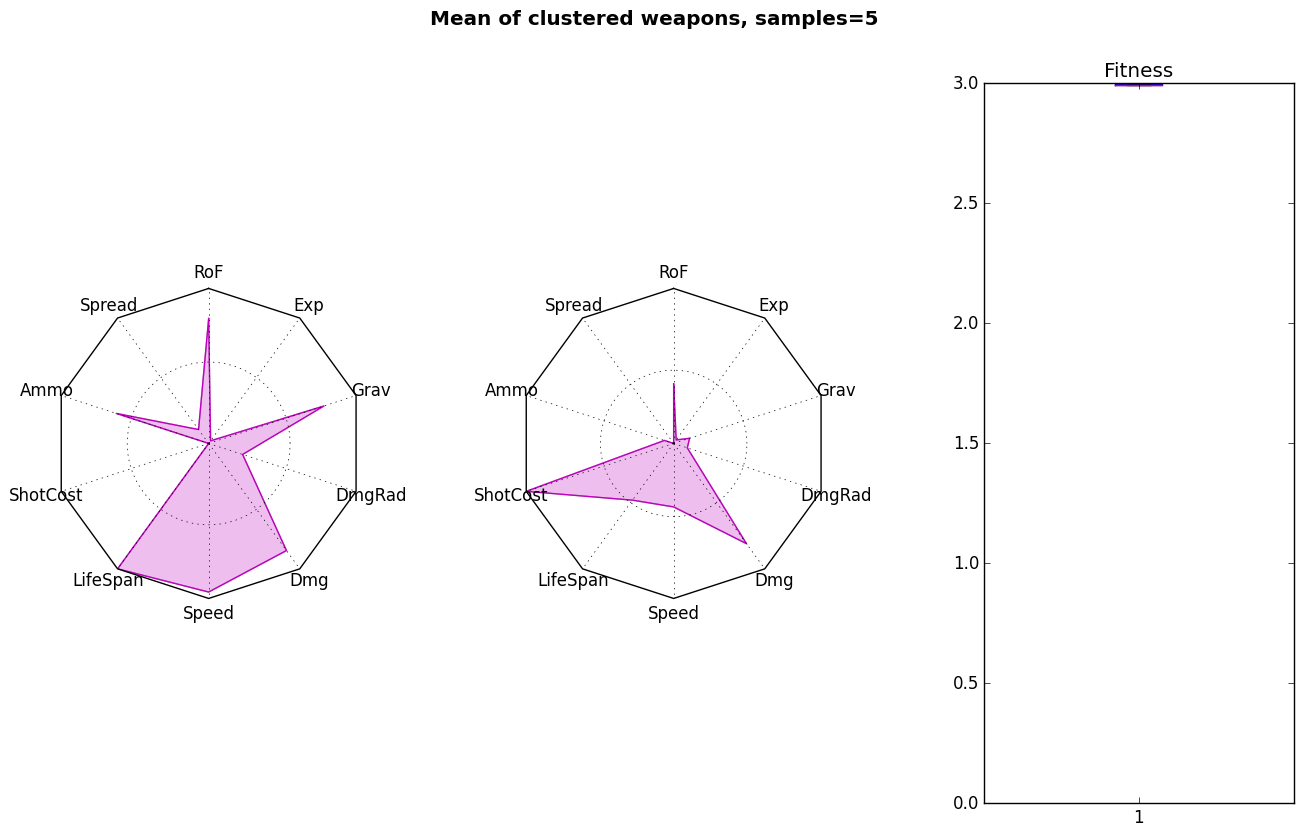 Mean of clustered weapons, samples=5
RoF
Exp
Grav
DmgRad
Dmg
Speed
LifeSpan
ShotCost
Ammo
Spread
RoF
Exp
Grav
DmgRad
Dmg
Speed
LifeSpan
ShotCost
Ammo
Spread
Fitness
3.0
2.5
2.0
1.5
1.0
0.5
0.0
1